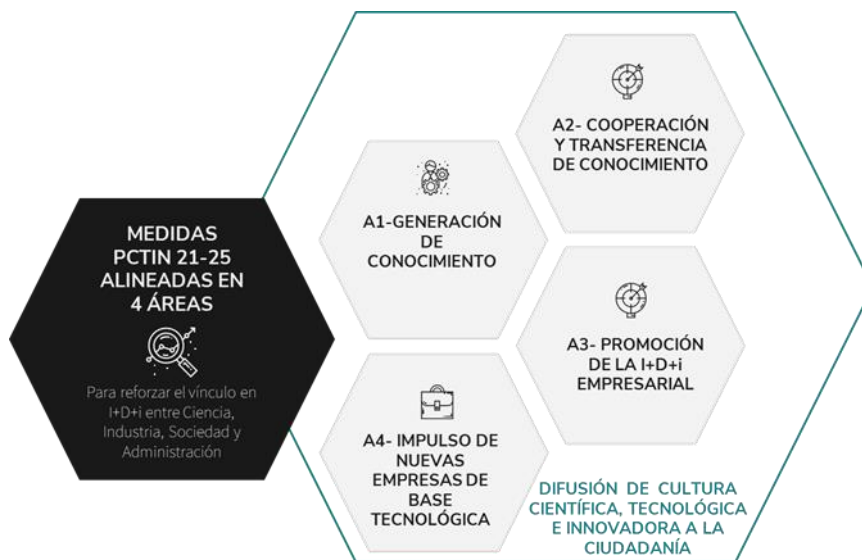 MEDIDAS
PCTIN 21-25
ALINEADAS EN
4 ÁREAS
Para reforzar el vínculo en
I+D+i entre Ciencia,
Industria, Sociedad y
Administración
A1-GENERACIÓN
DE
CONOCIMIENTO
A2- COOPERACIÓN
Y TRANSFERENCIA
DE CONOCIMIENTO
A3- PROMOCIÓN
DE LA I+D+i
EMPRESARIAL
A4- IMPULSO DE
NUEVAS
EMPRESAS DE
BASE
TECNOLÓGICA
DIFUSIÓN DE CULTURA
CIENTÍFICA, TECNOLÓGICA
E INNOVADORA A LA
CIUDADANÍA